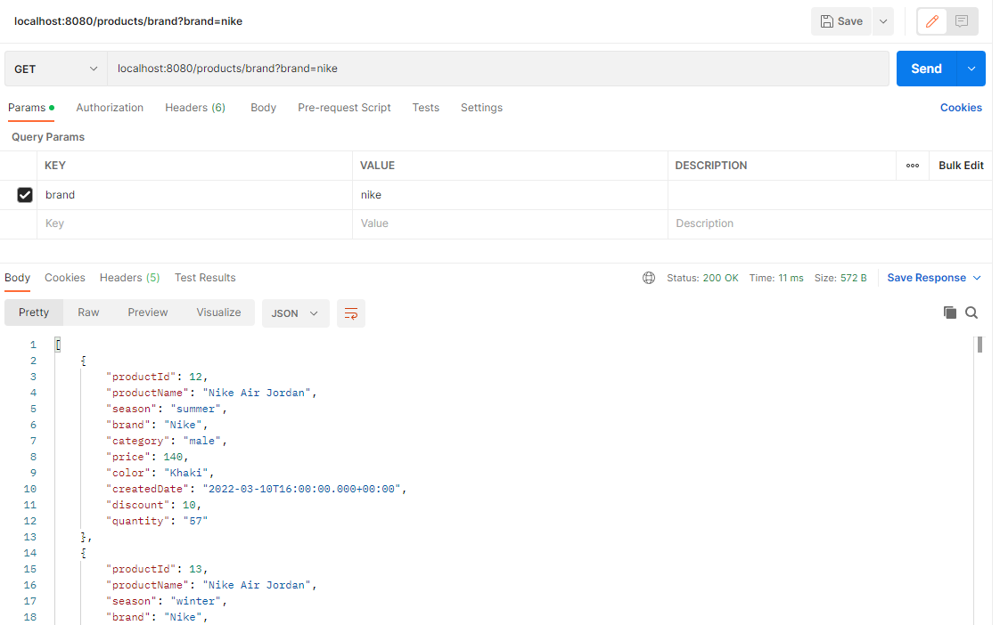 localhost:8080/products/brand?brand=nike Save
GET localhost:8080/products/brand?brand=nike Send
Params Authorization Headers (6) Body Pre-request Script Tests Settings Cookies
Query Params
KEY VALUE DESCRIPTION Bulk Edit
brand nike
Key Value Description
Body Cookies Headers (5) Test Results Status: 200 OK Time: 11 ms Size: 572 B Save Response
Pretty Raw Preview Visualize JSON
1 [
2 {
3 "productId": 12,
4 "productName": "Nike Air Jordan",
5 "season": "summer",
6 "brand": "Nike",
7 "category": "male",
8 "price": 140,
9 "color": "Khaki",
10 "createdDate": "2022-03-10T16:00:00.000+00:00",
11 "discount": 10,
12 "quantity": "57"
13 },
14 {
15 "productId": 13,
16 "productName": "Nike Air Jordan",
17 "season": "winter",
18 "brand": "Nike",